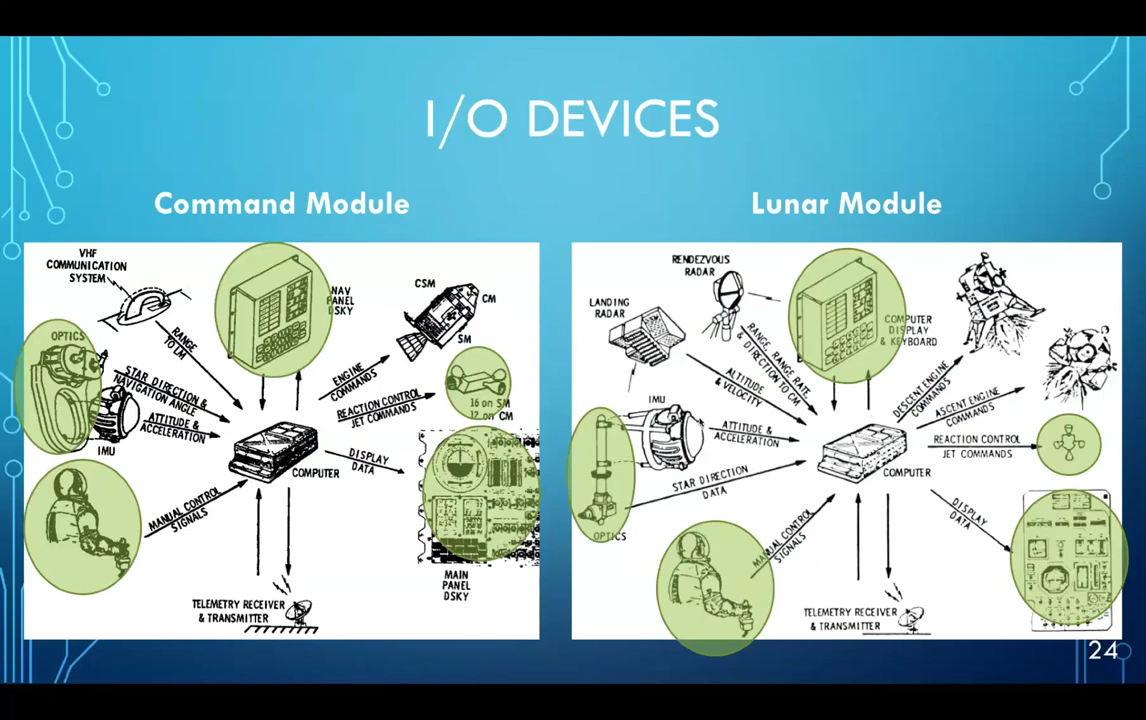 I/O DEVICES
Command Module
VHF
COMMUNICATION
SYSTEM
NAV
PANEL
DSKY
CSM
CM
SM
OPTICS
RANGE
TO LM
STAR DIRECTION &
NAVIGATION ANGLE
ENGINE
COMMANDS
REACTION CONTROL
JET COMMANDS
16 on SM
12 on CM
ATTITUDE &
ACCELERATION
IMU
COMPUTER
DISPLAY
DATA
MANUAL CONTROL
SIGNALS
MAIN
PANEL
DSKY
TELEMETRY RECEIVER
& TRANSMITTER
Lunar Module
RENDEZVOUS
RADAR
LANDING
RADAR
COMPUTER
DISPLAY
& KEYBOARD
RANGE, RANGE RATE,
& DIRECTION TO CM
ALTITUDE
& VELOCITY
DESCENT ENGINE
COMMANDS
ASCENT ENGINE
COMMANDS
IMU
ATTITUDE &
ACCELERATION
REACTION CONTROL
JET COMMANDS
COMPUTER
STAR DIRECTION
DATA
DISPLAY
DATA
OPTICS
MANUAL CONTROL
SIGNALS
TELEMETRY RECEIVER
& TRANSMITTER
24